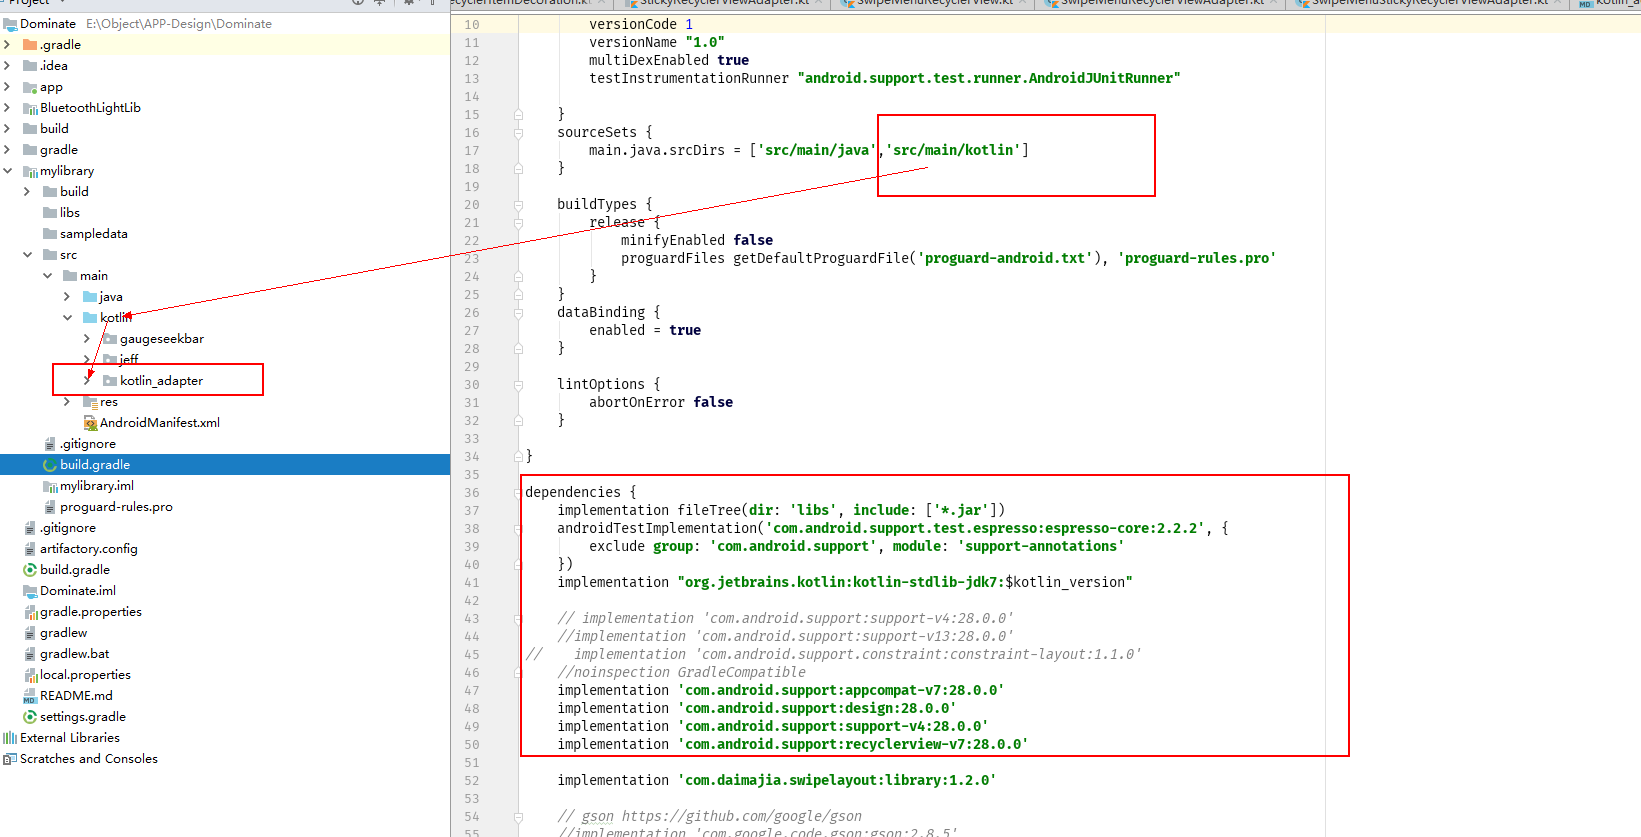 Project
Dominate E:\Object\APP-Design\Dominate
.gradle
.idea
app
BluetoothLightLib
build
gradle
mylibrary
build
libs
sampledata
src
main
java
kotlin
gaugeseekbar
jeff
kotlin_adapter
res
AndroidManifest.xml
.gitignore
build.gradle
mylibrary.iml
proguard-rules.pro
.gitignore
artifactory.config
build.gradle
Dominate.iml
gradle.properties
gradlew
gradlew.bat
local.properties
README.md
settings.gradle
External Libraries
Scratches and Consoles
StickyRecyclerViewAdapter.kt
SwipeMenuRecyclerView.kt
SwipeMenuRecyclerViewAdapter.kt
SwipeMenuStickyRecyclerViewAdapter.kt
10 versionCode 1
11 versionName "1.0"
12 multiDexEnabled true
13 testInstrumentationRunner "android.support.test.runner.AndroidJUnitRunner"
14
15 }
16 sourceSets {
17 main.java.srcDirs = ['src/main/java','src/main/kotlin']
18 }
19
20 buildTypes {
21 release {
22 minifyEnabled false
23 proguardFiles getDefaultProguardFile('proguard-android.txt'), 'proguard-rules.pro'
24 }
25 }
26 dataBinding {
27 enabled = true
28 }
29
30 lintOptions {
31 abortOnError false
32 }
33
34 }
35
36 dependencies {
37 implementation fileTree(dir: 'libs', include: ['*.jar'])
38 androidTestImplementation('com.android.support.test.espresso:espresso-core:2.2.2', {
39 exclude group: 'com.android.support', module: 'support-annotations'
40 })
41 implementation "org.jetbrains.kotlin:kotlin-stdlib-jdk7:$kotlin_version"
42
43 // implementation 'com.android.support:support-v4:28.0.0'
44 //implementation 'com.android.support:support-v13:28.0.0'
45 // implementation 'com.android.support.constraint:constraint-layout:1.1.0'
46 //noinspection GradleCompatible
47 implementation 'com.android.support:appcompat-v7:28.0.0'
48 implementation 'com.android.support:design:28.0.0'
49 implementation 'com.android.support:support-v4:28.0.0'
50 implementation 'com.android.support:recyclerview-v7:28.0.0'
51
52 implementation 'com.daimajia.swipelayout:library:1.2.0'
53
54 // gson https://github.com/google/gson
55 //implementation 'com.google.code.gson:gson:2.8.5'